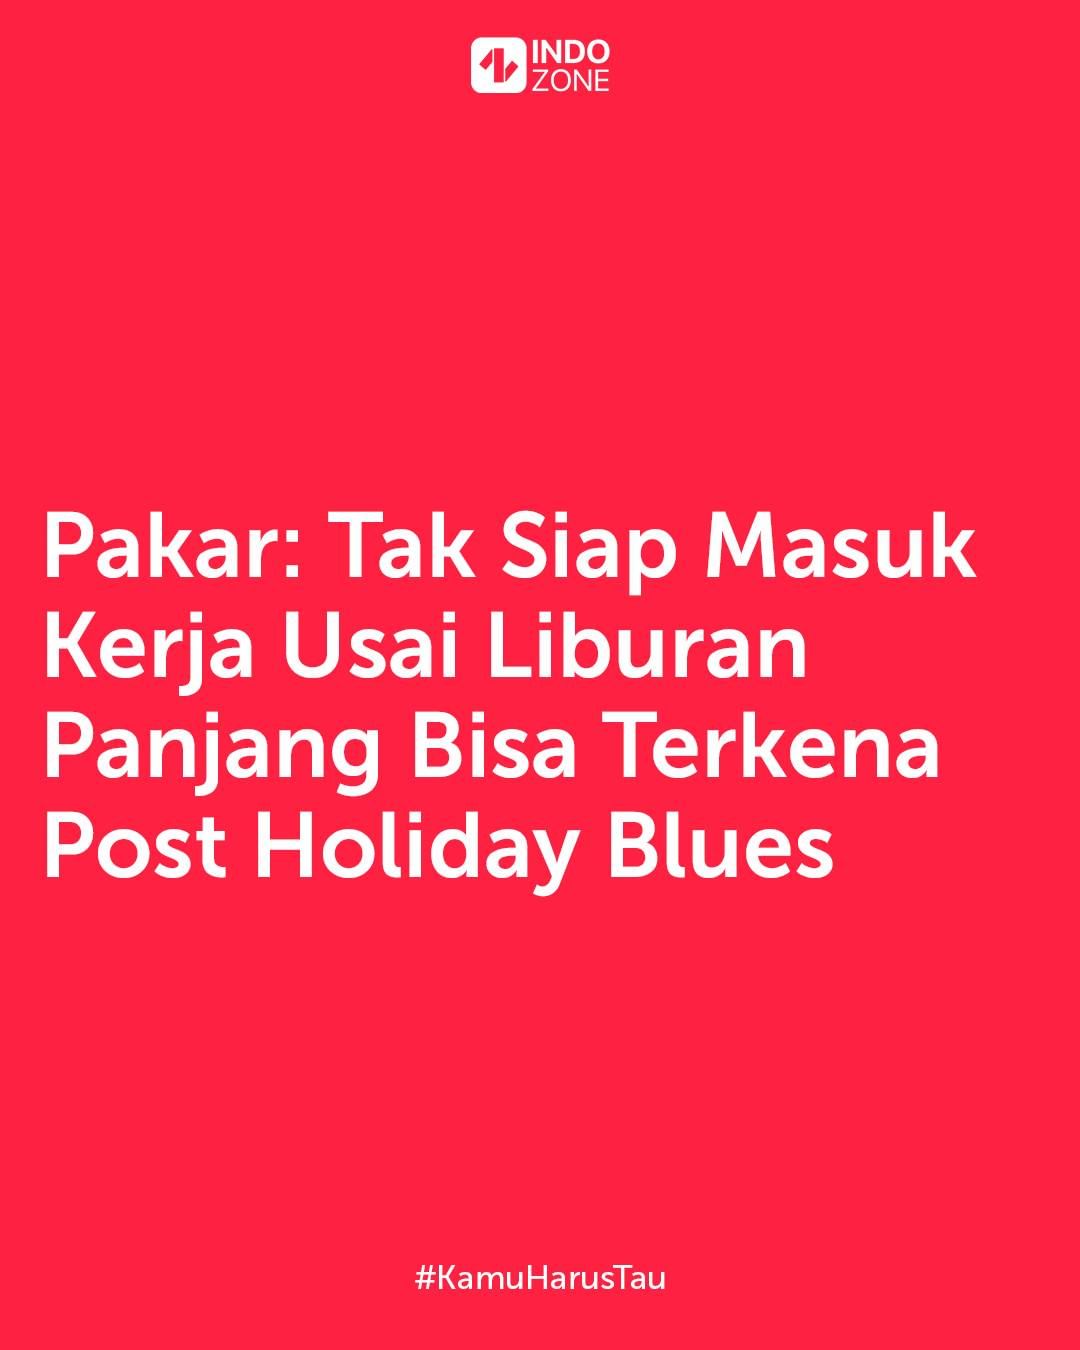 INDO
ZONE
Pakar: Tak Siap Masuk
Kerja Usai Liburan
Panjang Bisa Terkena
Post Holiday Blues
#KamuHarusTau